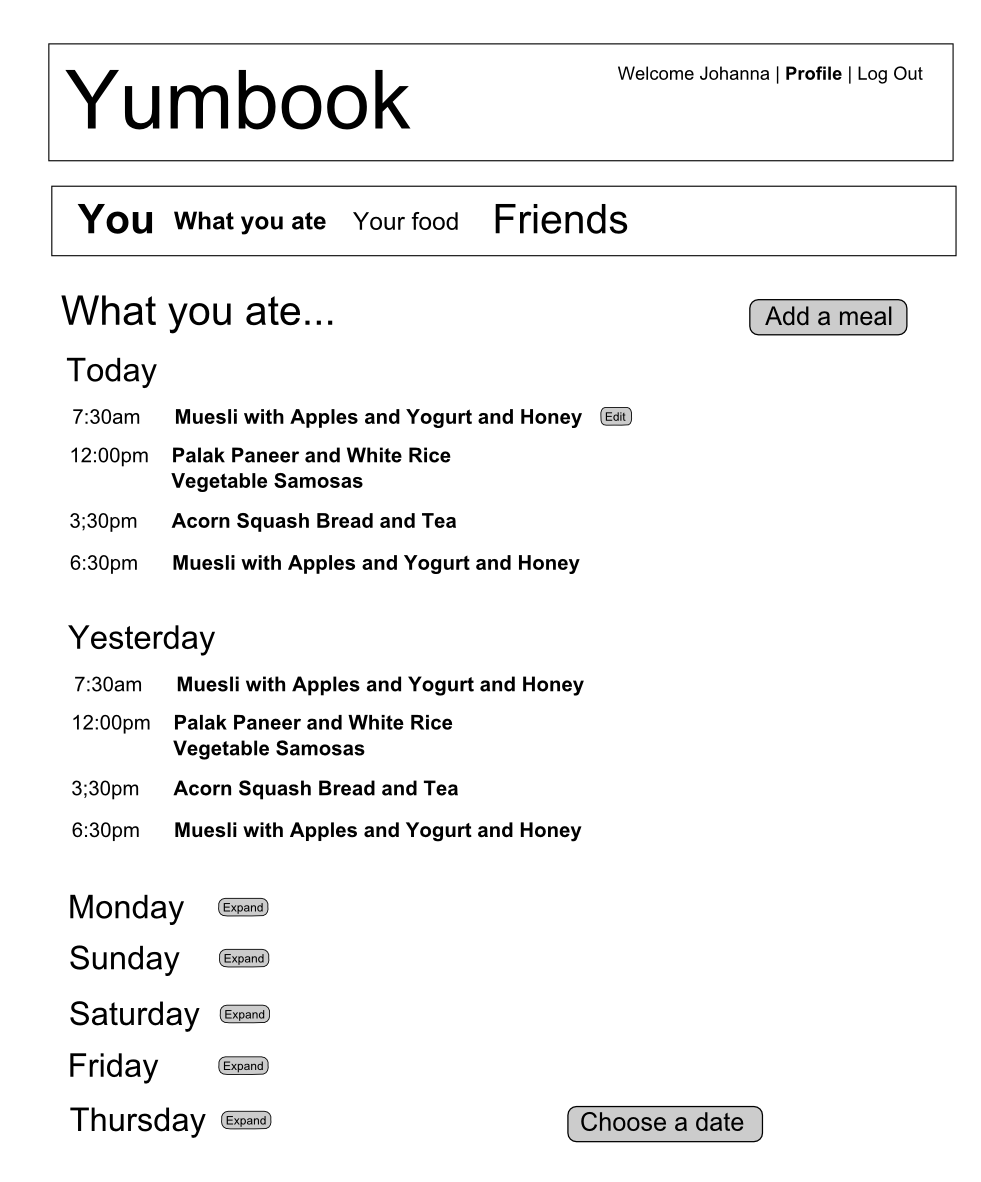 Yumbook
Welcome Johanna | Profile | Log Out
You What you ate Your food Friends
What you ate...
Add a meal
Today
7:30am Muesli with Apples and Yogurt and Honey Edit
12:00pm Palak Paneer and White Rice
Vegetable Samosas
3;30pm Acorn Squash Bread and Tea
6:30pm Muesli with Apples and Yogurt and Honey
Yesterday
7:30am Muesli with Apples and Yogurt and Honey
12:00pm Palak Paneer and White Rice
Vegetable Samosas
3;30pm Acorn Squash Bread and Tea
6:30pm Muesli with Apples and Yogurt and Honey
Monday Expand
Sunday Expand
Saturday Expand
Friday Expand
Thursday Expand
Choose a date